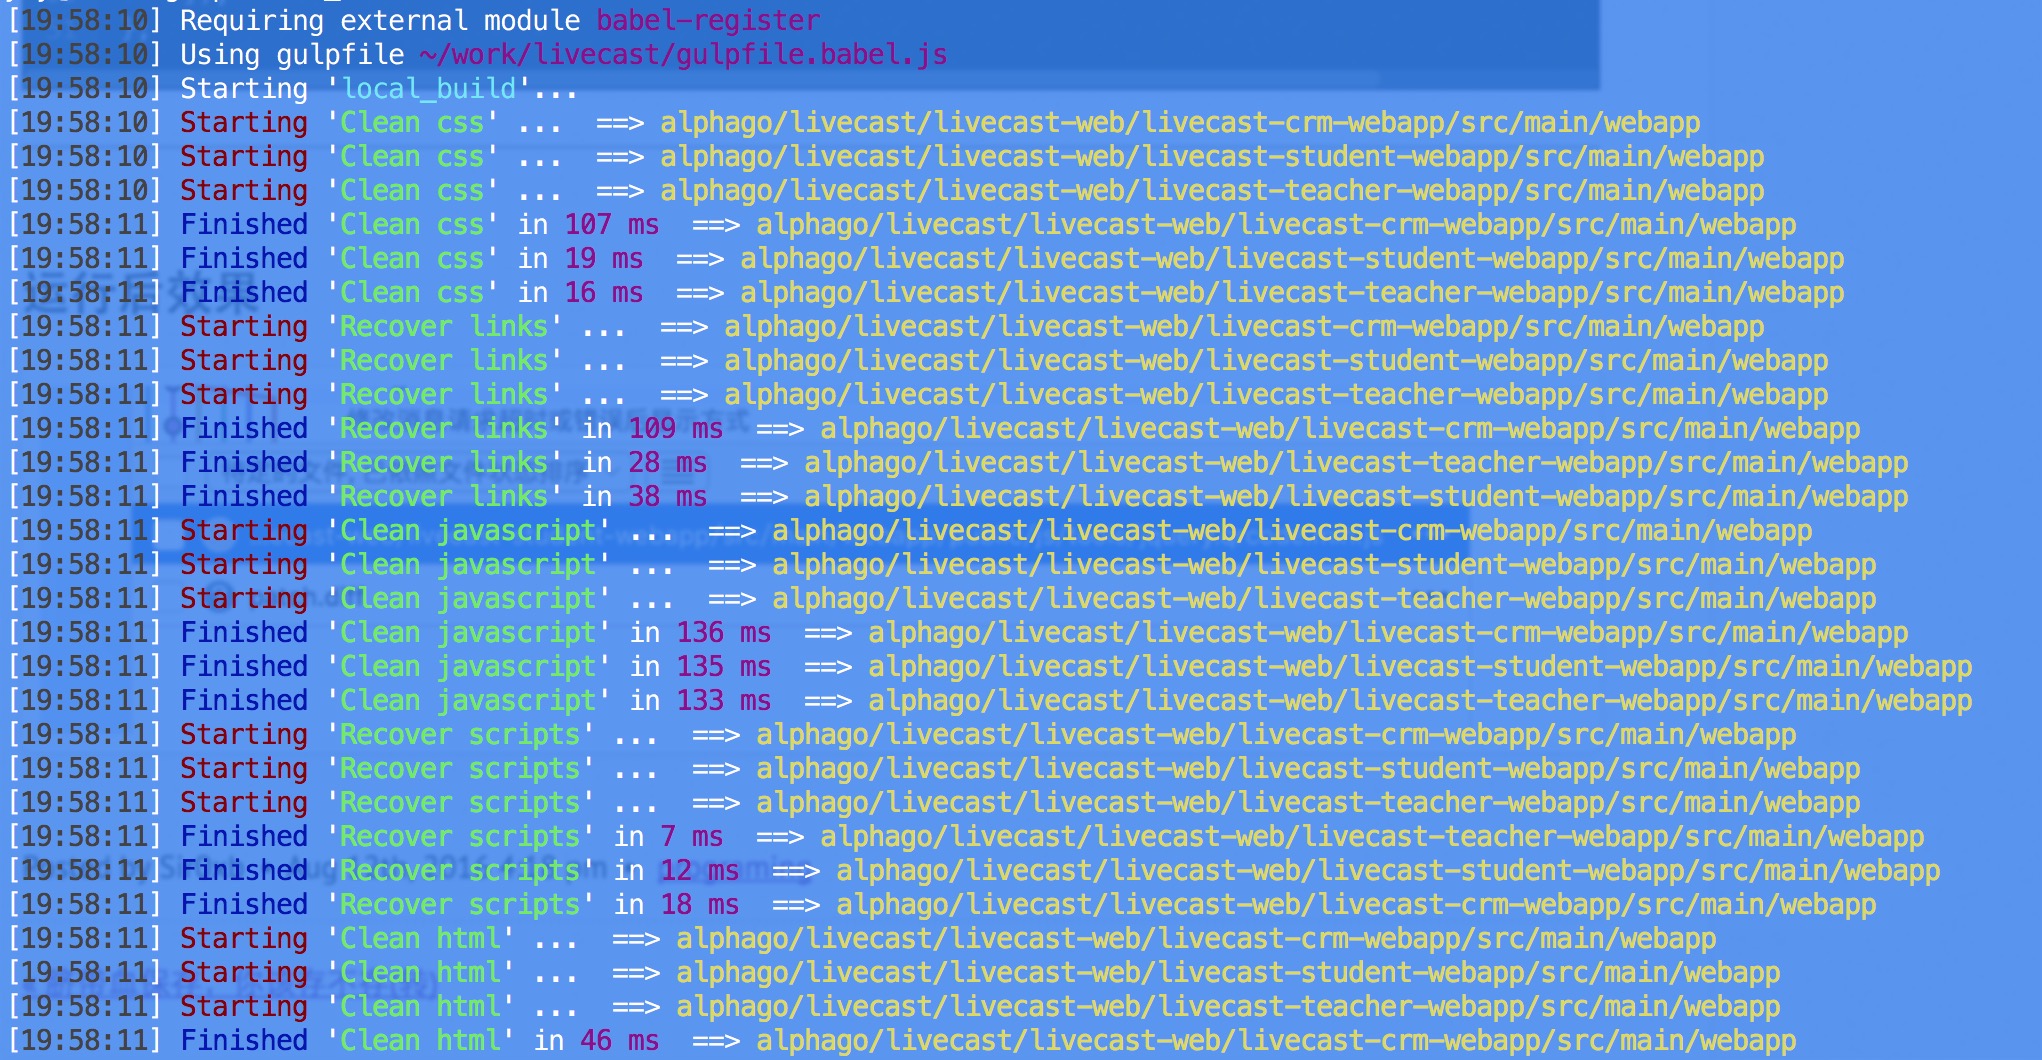 [19:58:10] Requiring external module babel-register
[19:58:10] Using gulpfile ~/work/livecast/gulpfile.babel.js
[19:58:10] Starting 'local_build'...
[19:58:10] Starting 'Clean css' ... ==> alphago/livecast/livecast-web/livecast-crm-webapp/src/main/webapp
[19:58:10] Starting 'Clean css' ... ==> alphago/livecast/livecast-web/livecast-student-webapp/src/main/webapp
[19:58:10] Starting 'Clean css' ... ==> alphago/livecast/livecast-web/livecast-teacher-webapp/src/main/webapp
[19:58:11] Finished 'Clean css' in 107 ms ==> alphago/livecast/livecast-web/livecast-crm-webapp/src/main/webapp
[19:58:11] Finished 'Clean css' in 19 ms ==> alphago/livecast/livecast-web/livecast-student-webapp/src/main/webapp
[19:58:11] Finished 'Clean css' in 16 ms ==> alphago/livecast/livecast-web/livecast-teacher-webapp/src/main/webapp
[19:58:11] Starting 'Recover links' ... ==> alphago/livecast/livecast-web/livecast-crm-webapp/src/main/webapp
[19:58:11] Starting 'Recover links' ... ==> alphago/livecast/livecast-web/livecast-student-webapp/src/main/webapp
[19:58:11] Starting 'Recover links' ... ==> alphago/livecast/livecast-web/livecast-teacher-webapp/src/main/webapp
[19:58:11] Finished 'Recover links' in 109 ms ==> alphago/livecast/livecast-web/livecast-crm-webapp/src/main/webapp
[19:58:11] Finished 'Recover links' in 28 ms ==> alphago/livecast/livecast-web/livecast-teacher-webapp/src/main/webapp
[19:58:11] Finished 'Recover links' in 38 ms ==> alphago/livecast/livecast-web/livecast-student-webapp/src/main/webapp
[19:58:11] Starting 'Clean javascript' ... ==> alphago/livecast/livecast-web/livecast-crm-webapp/src/main/webapp
[19:58:11] Starting 'Clean javascript' ... ==> alphago/livecast/livecast-web/livecast-student-webapp/src/main/webapp
[19:58:11] Starting 'Clean javascript' ... ==> alphago/livecast/livecast-web/livecast-teacher-webapp/src/main/webapp
[19:58:11] Finished 'Clean javascript' in 136 ms ==> alphago/livecast/livecast-web/livecast-crm-webapp/src/main/webapp
[19:58:11] Finished 'Clean javascript' in 135 ms ==> alphago/livecast/livecast-web/livecast-student-webapp/src/main/webapp
[19:58:11] Finished 'Clean javascript' in 133 ms ==> alphago/livecast/livecast-web/livecast-teacher-webapp/src/main/webapp
[19:58:11] Starting 'Recover scripts' ... ==> alphago/livecast/livecast-web/livecast-crm-webapp/src/main/webapp
[19:58:11] Starting 'Recover scripts' ... ==> alphago/livecast/livecast-web/livecast-student-webapp/src/main/webapp
[19:58:11] Starting 'Recover scripts' ... ==> alphago/livecast/livecast-web/livecast-teacher-webapp/src/main/webapp
[19:58:11] Finished 'Recover scripts' in 7 ms ==> alphago/livecast/livecast-web/livecast-teacher-webapp/src/main/webapp
[19:58:11] Finished 'Recover scripts' in 12 ms ==> alphago/livecast/livecast-web/livecast-student-webapp/src/main/webapp
[19:58:11] Finished 'Recover scripts' in 18 ms ==> alphago/livecast/livecast-web/livecast-crm-webapp/src/main/webapp
[19:58:11] Starting 'Clean html' ... ==> alphago/livecast/livecast-web/livecast-crm-webapp/src/main/webapp
[19:58:11] Starting 'Clean html' ... ==> alphago/livecast/livecast-web/livecast-student-webapp/src/main/webapp
[19:58:11] Starting 'Clean html' ... ==> alphago/livecast/livecast-web/livecast-teacher-webapp/src/main/webapp
[19:58:11] Finished 'Clean html' in 46 ms ==> alphago/livecast/livecast-web/livecast-crm-webapp/src/main/webapp